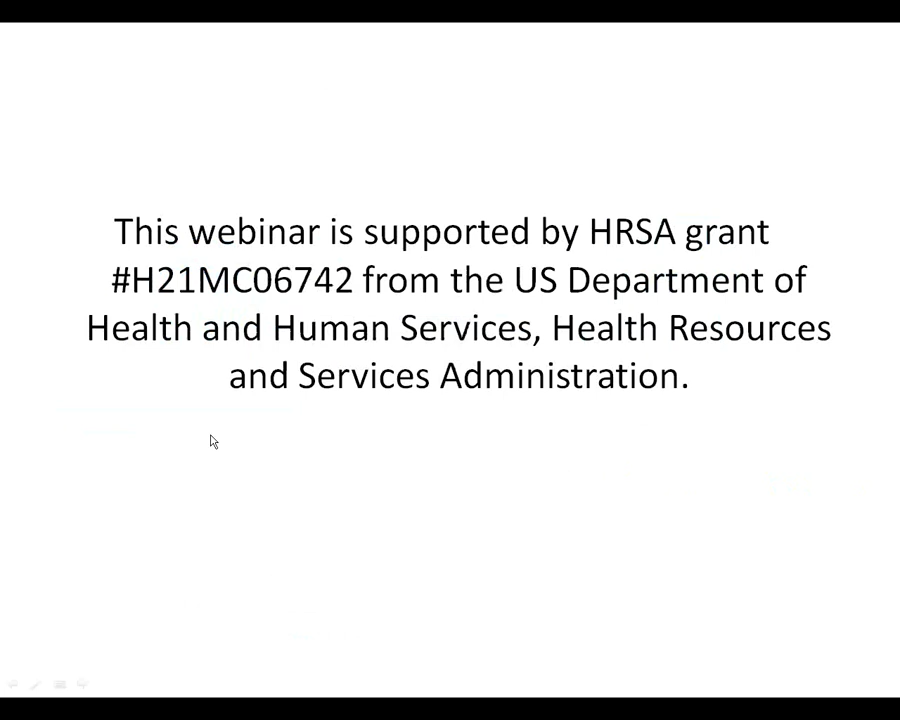 This webinar is supported by HRSA grant
#H21MC06742 from the US Department of
Health and Human Services, Health Resources
and Services Administration.